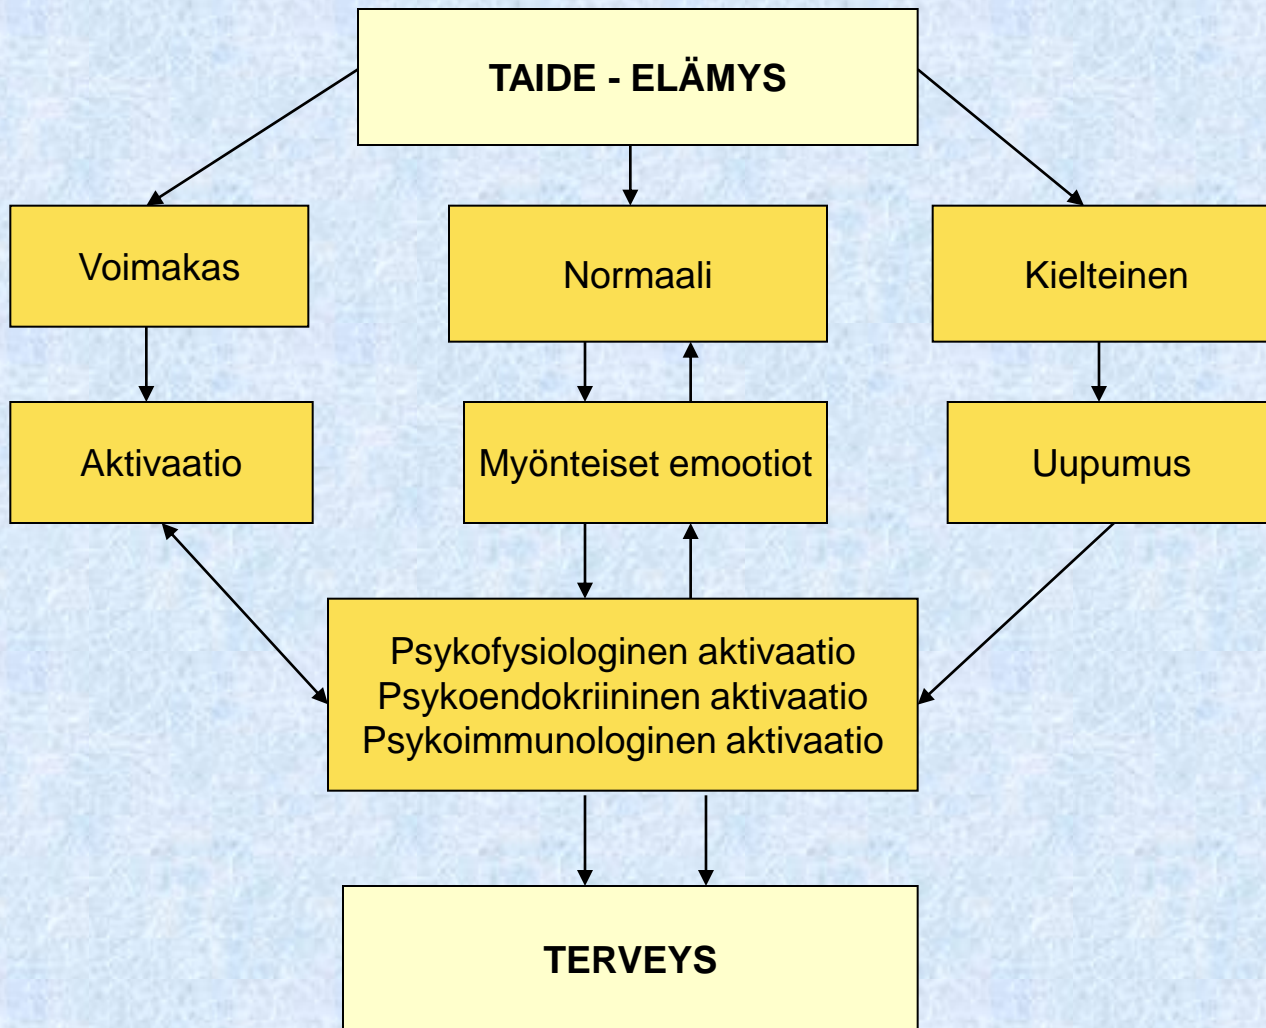 TAIDE - ELÄMYS
Voimakas
Normaali
Kielteinen
Aktivaatio
Myönteiset emootiot
Uupumus
Psykofysiologinen aktivaatio
Psykoendokriininen aktivaatio
Psykoimmunologinen aktivaatio
TERVEYS